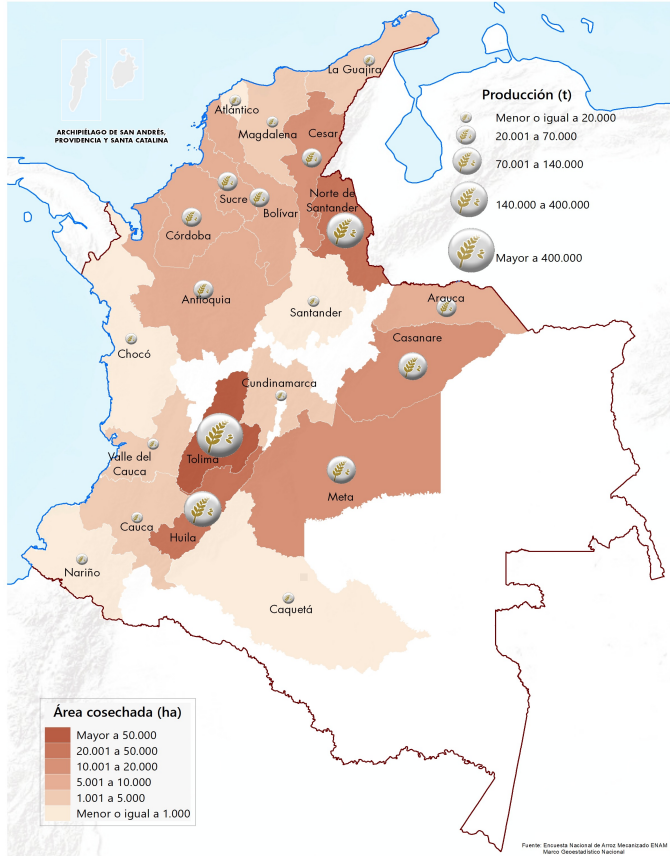 La Guajira
Producción (t)
Menor o igual a 20.000
20.001 a 70.000
70.001 a 140.000
140.000 a 400.000
Mayor a 400.000
Atlántico
ARCHIPIÉLAGO DE SAN ANDRÉS,
PROVIDENCIA Y SANTA CATALINA
Magdalena
Cesar
Norte de
Santander
Sucre
Bolívar
Córdoba
Antioquia
Santander
Arauca
Chocó
Casanare
Cundinamarca
Valle del
Cauca
Tolima
Meta
Cauca
Huila
Nariño
Caquetá
Área cosechada (ha)
Mayor a 50.000
20.001 a 50.000
10.001 a 20.000
5.001 a 10.000
1.001 a 5.000
Menor o igual a 1.000
Fuente: Encuesta Nacional de Arroz Mecanizado ENAM
Marco Geoestadístico Nacional